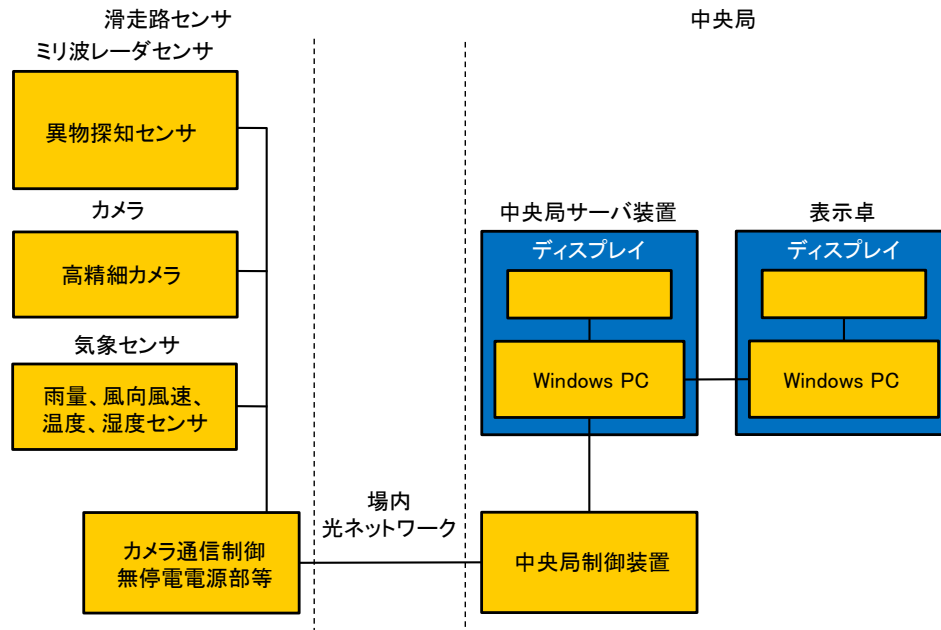 滑走路センサ
ミリ波レーダセンサ
異物探知センサ
カメラ
高精細カメラ
気象センサ
雨量、風向風速、
温度、湿度センサ
カメラ通信制御
無停電電源部等
場内
光ネットワーク
中央局
中央局サーバ装置
ディスプレイ
Windows PC
表示卓
ディスプレイ
Windows PC
中央局制御装置